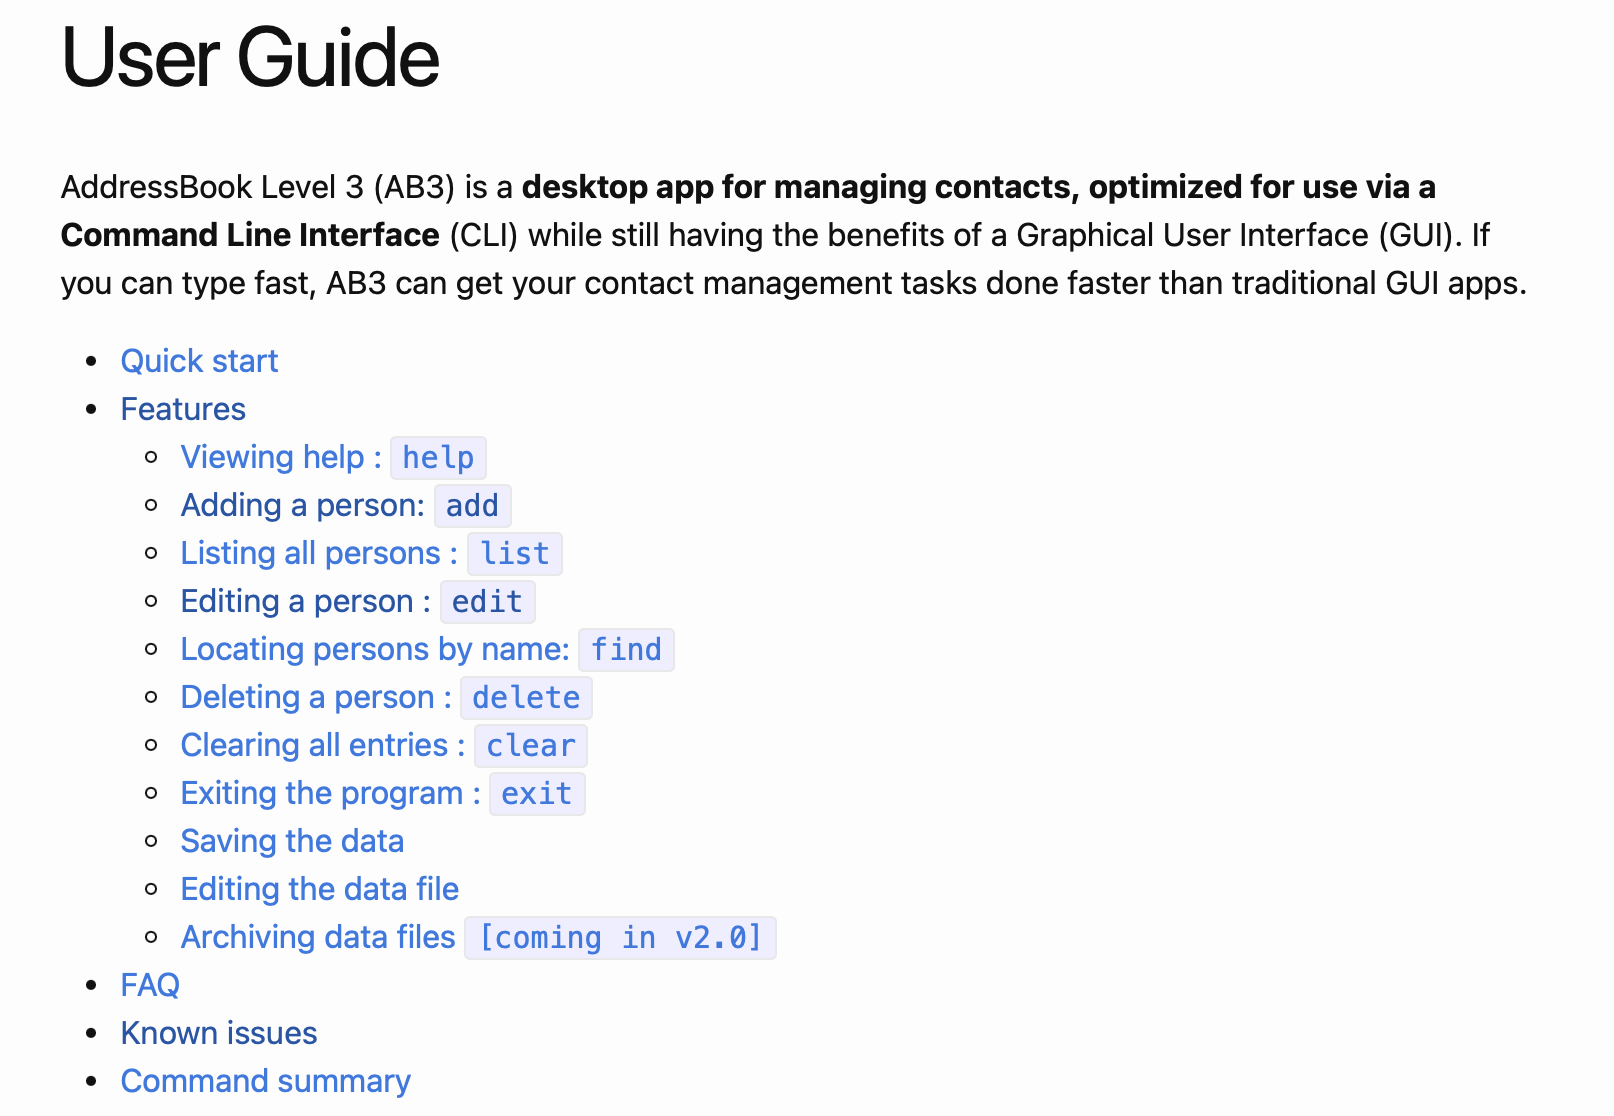 User Guide
AddressBook Level 3 (AB3) is a desktop app for managing contacts, optimized for use via a
Command Line Interface (CLI) while still having the benefits of a Graphical User Interface (GUI). If
you can type fast, AB3 can get your contact management tasks done faster than traditional GUI apps.
Quick start
Features
Viewing help : help
Adding a person: add
Listing all persons : list
Editing a person : edit
Locating persons by name: find
Deleting a person : delete
Clearing all entries : clear
Exiting the program : exit
Saving the data
Editing the data file
Archiving data files [coming in v2.0]
FAQ
Known issues
Command summary